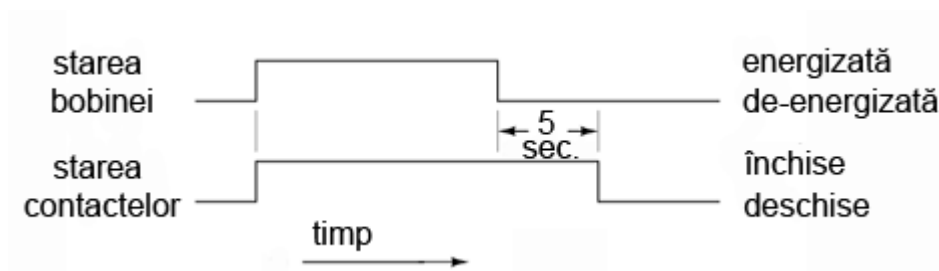 starea
bobinei
energizată
de-energizată
5
sec.
starea
contactelor
închise
deschise
timp